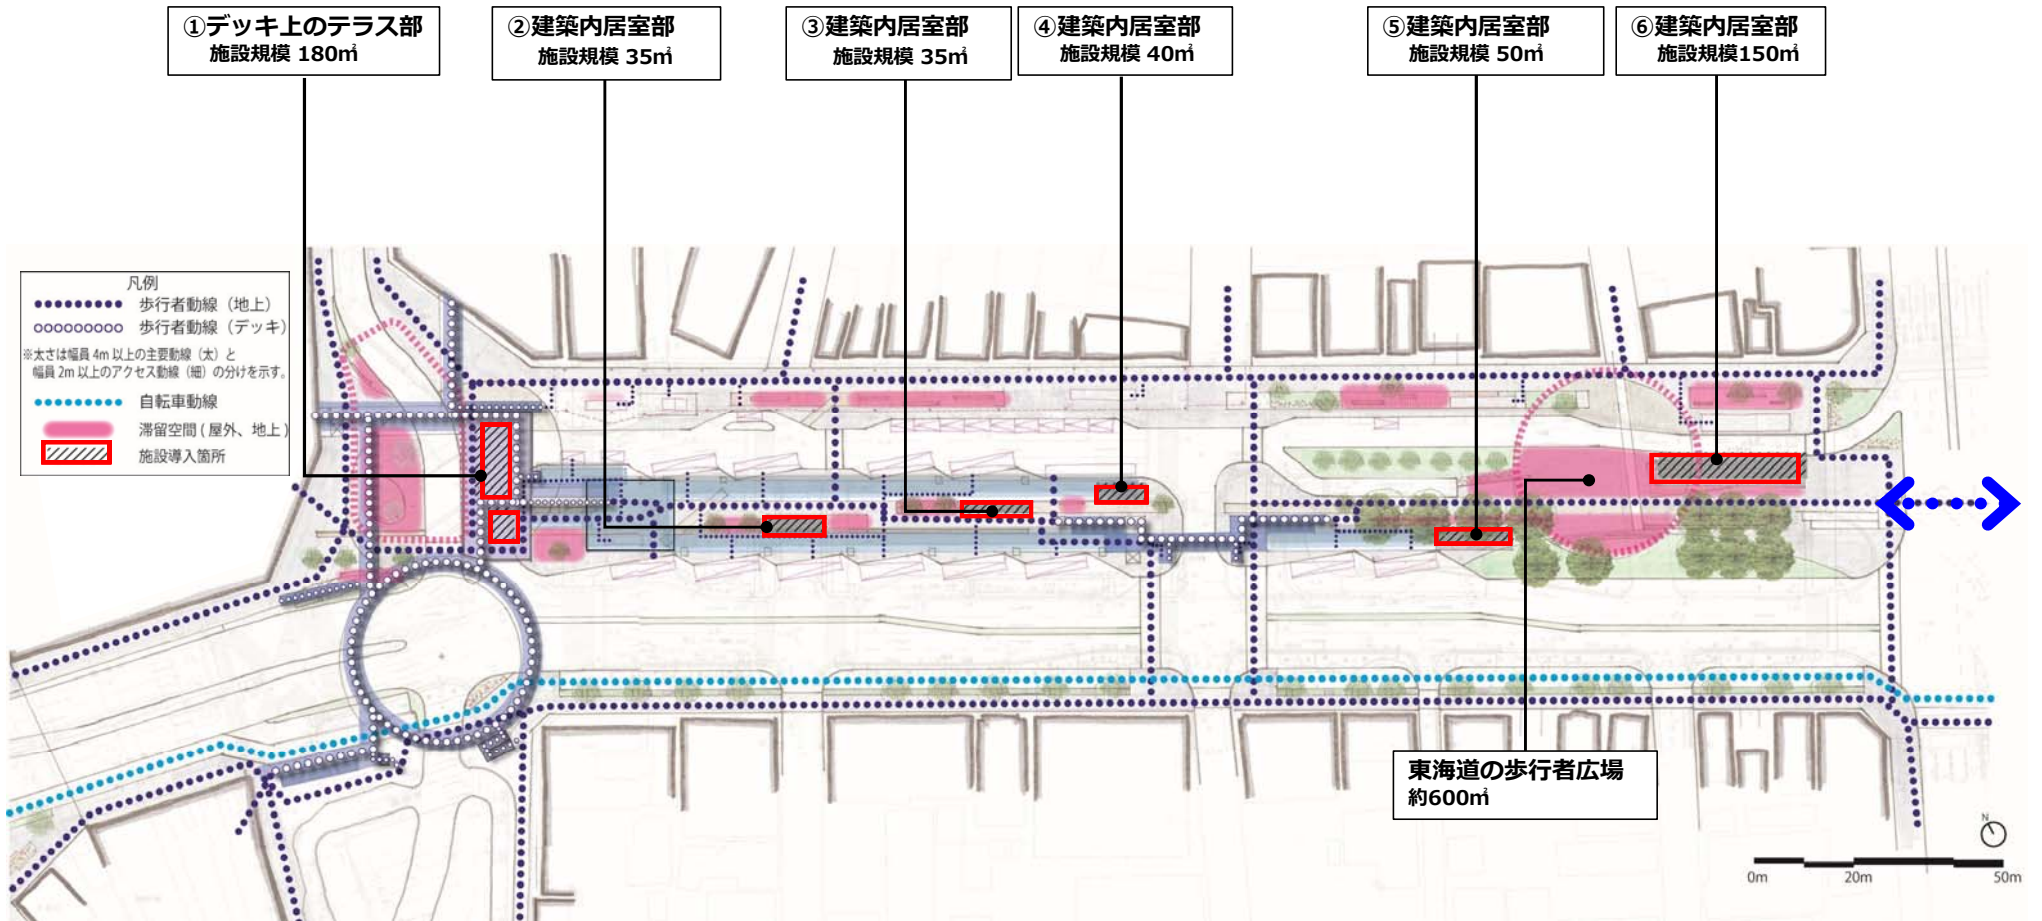 ①デッキ上のテラス部
施設規模 180㎡
②建築内居室部
施設規模 35㎡
③建築内居室部
施設規模 35㎡
④建築内居室部
施設規模 40㎡
⑤建築内居室部
施設規模 50㎡
⑥建築内居室部
施設規模150㎡
凡例
歩行者動線（地上）
歩行者動線（デッキ）
※太さは幅員 4m 以上の主要動線（太）と
幅員 2m 以上のアクセス動線（細）の分けを示す。
自転車動線
滞留空間 ( 屋外、地上 )
施設導入箇所
東海道の歩行者広場
約600㎡
N
0m 20m 50m